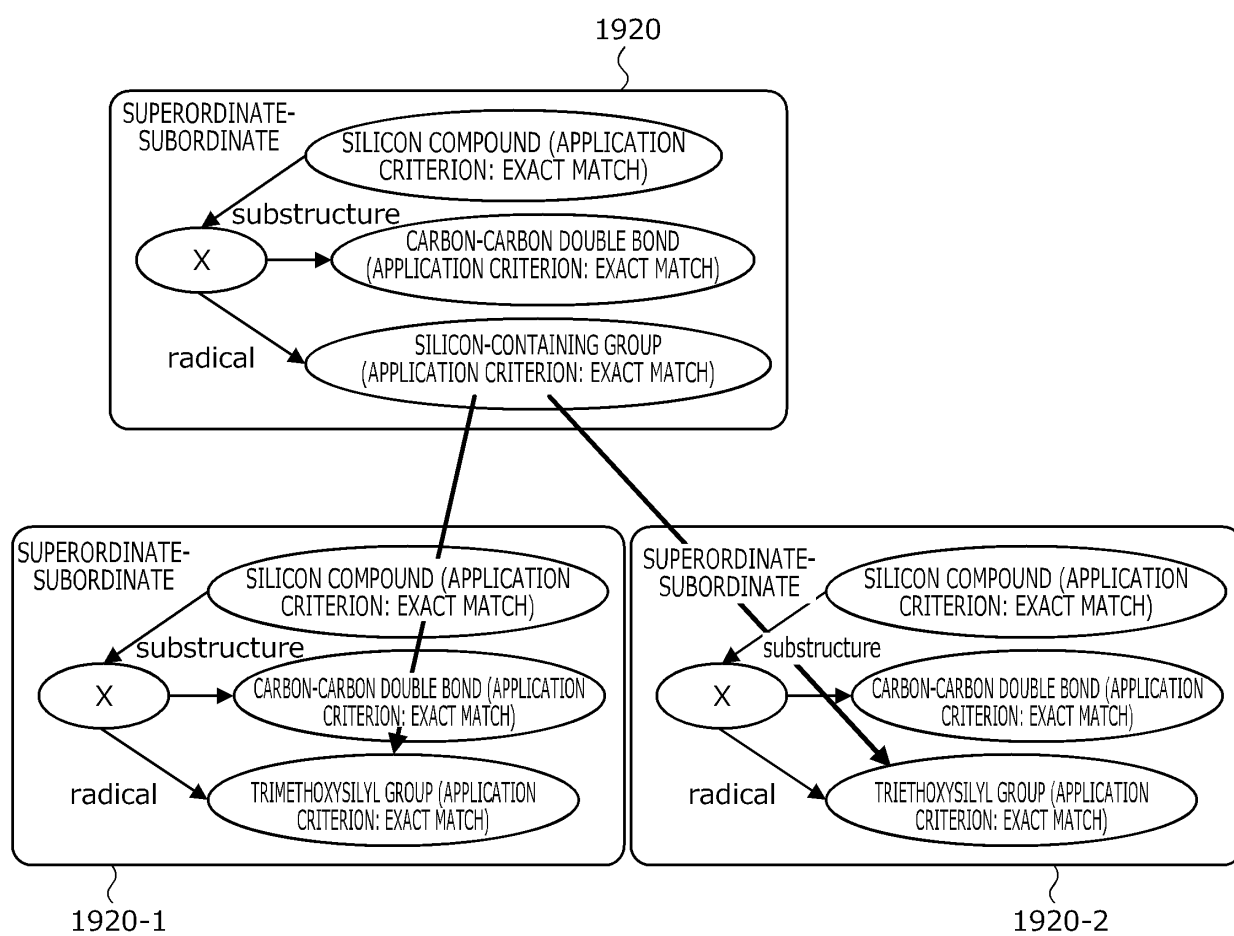 1920
SUPERORDINATE-
SUBORDINATE
SILICON COMPOUND (APPLICATION
CRITERION: EXACT MATCH)
substructure
X
CARBON-CARBON DOUBLE BOND
(APPLICATION CRITERION: EXACT MATCH)
radical
SILICON-CONTAINING GROUP
(APPLICATION CRITERION: EXACT MATCH)
SUPERORDINATE-
SUBORDINATE
SILICON COMPOUND (APPLICATION
CRITERION: EXACT MATCH)
substructure
X
CARBON-CARBON DOUBLE BOND (APPLICATION
CRITERION: EXACT MATCH)
radical
TRIMETHOXYSILYL GROUP (APPLICATION
CRITERION: EXACT MATCH)
1920-1
SUPERORDINATE-
SUBORDINATE
SILICON COMPOUND (APPLICATION
CRITERION: EXACT MATCH)
substructure
X
CARBON-CARBON DOUBLE BOND (APPLICATION
CRITERION: EXACT MATCH)
radical
TRIETHOXYSILYL GROUP (APPLICATION
CRITERION: EXACT MATCH)
1920-2